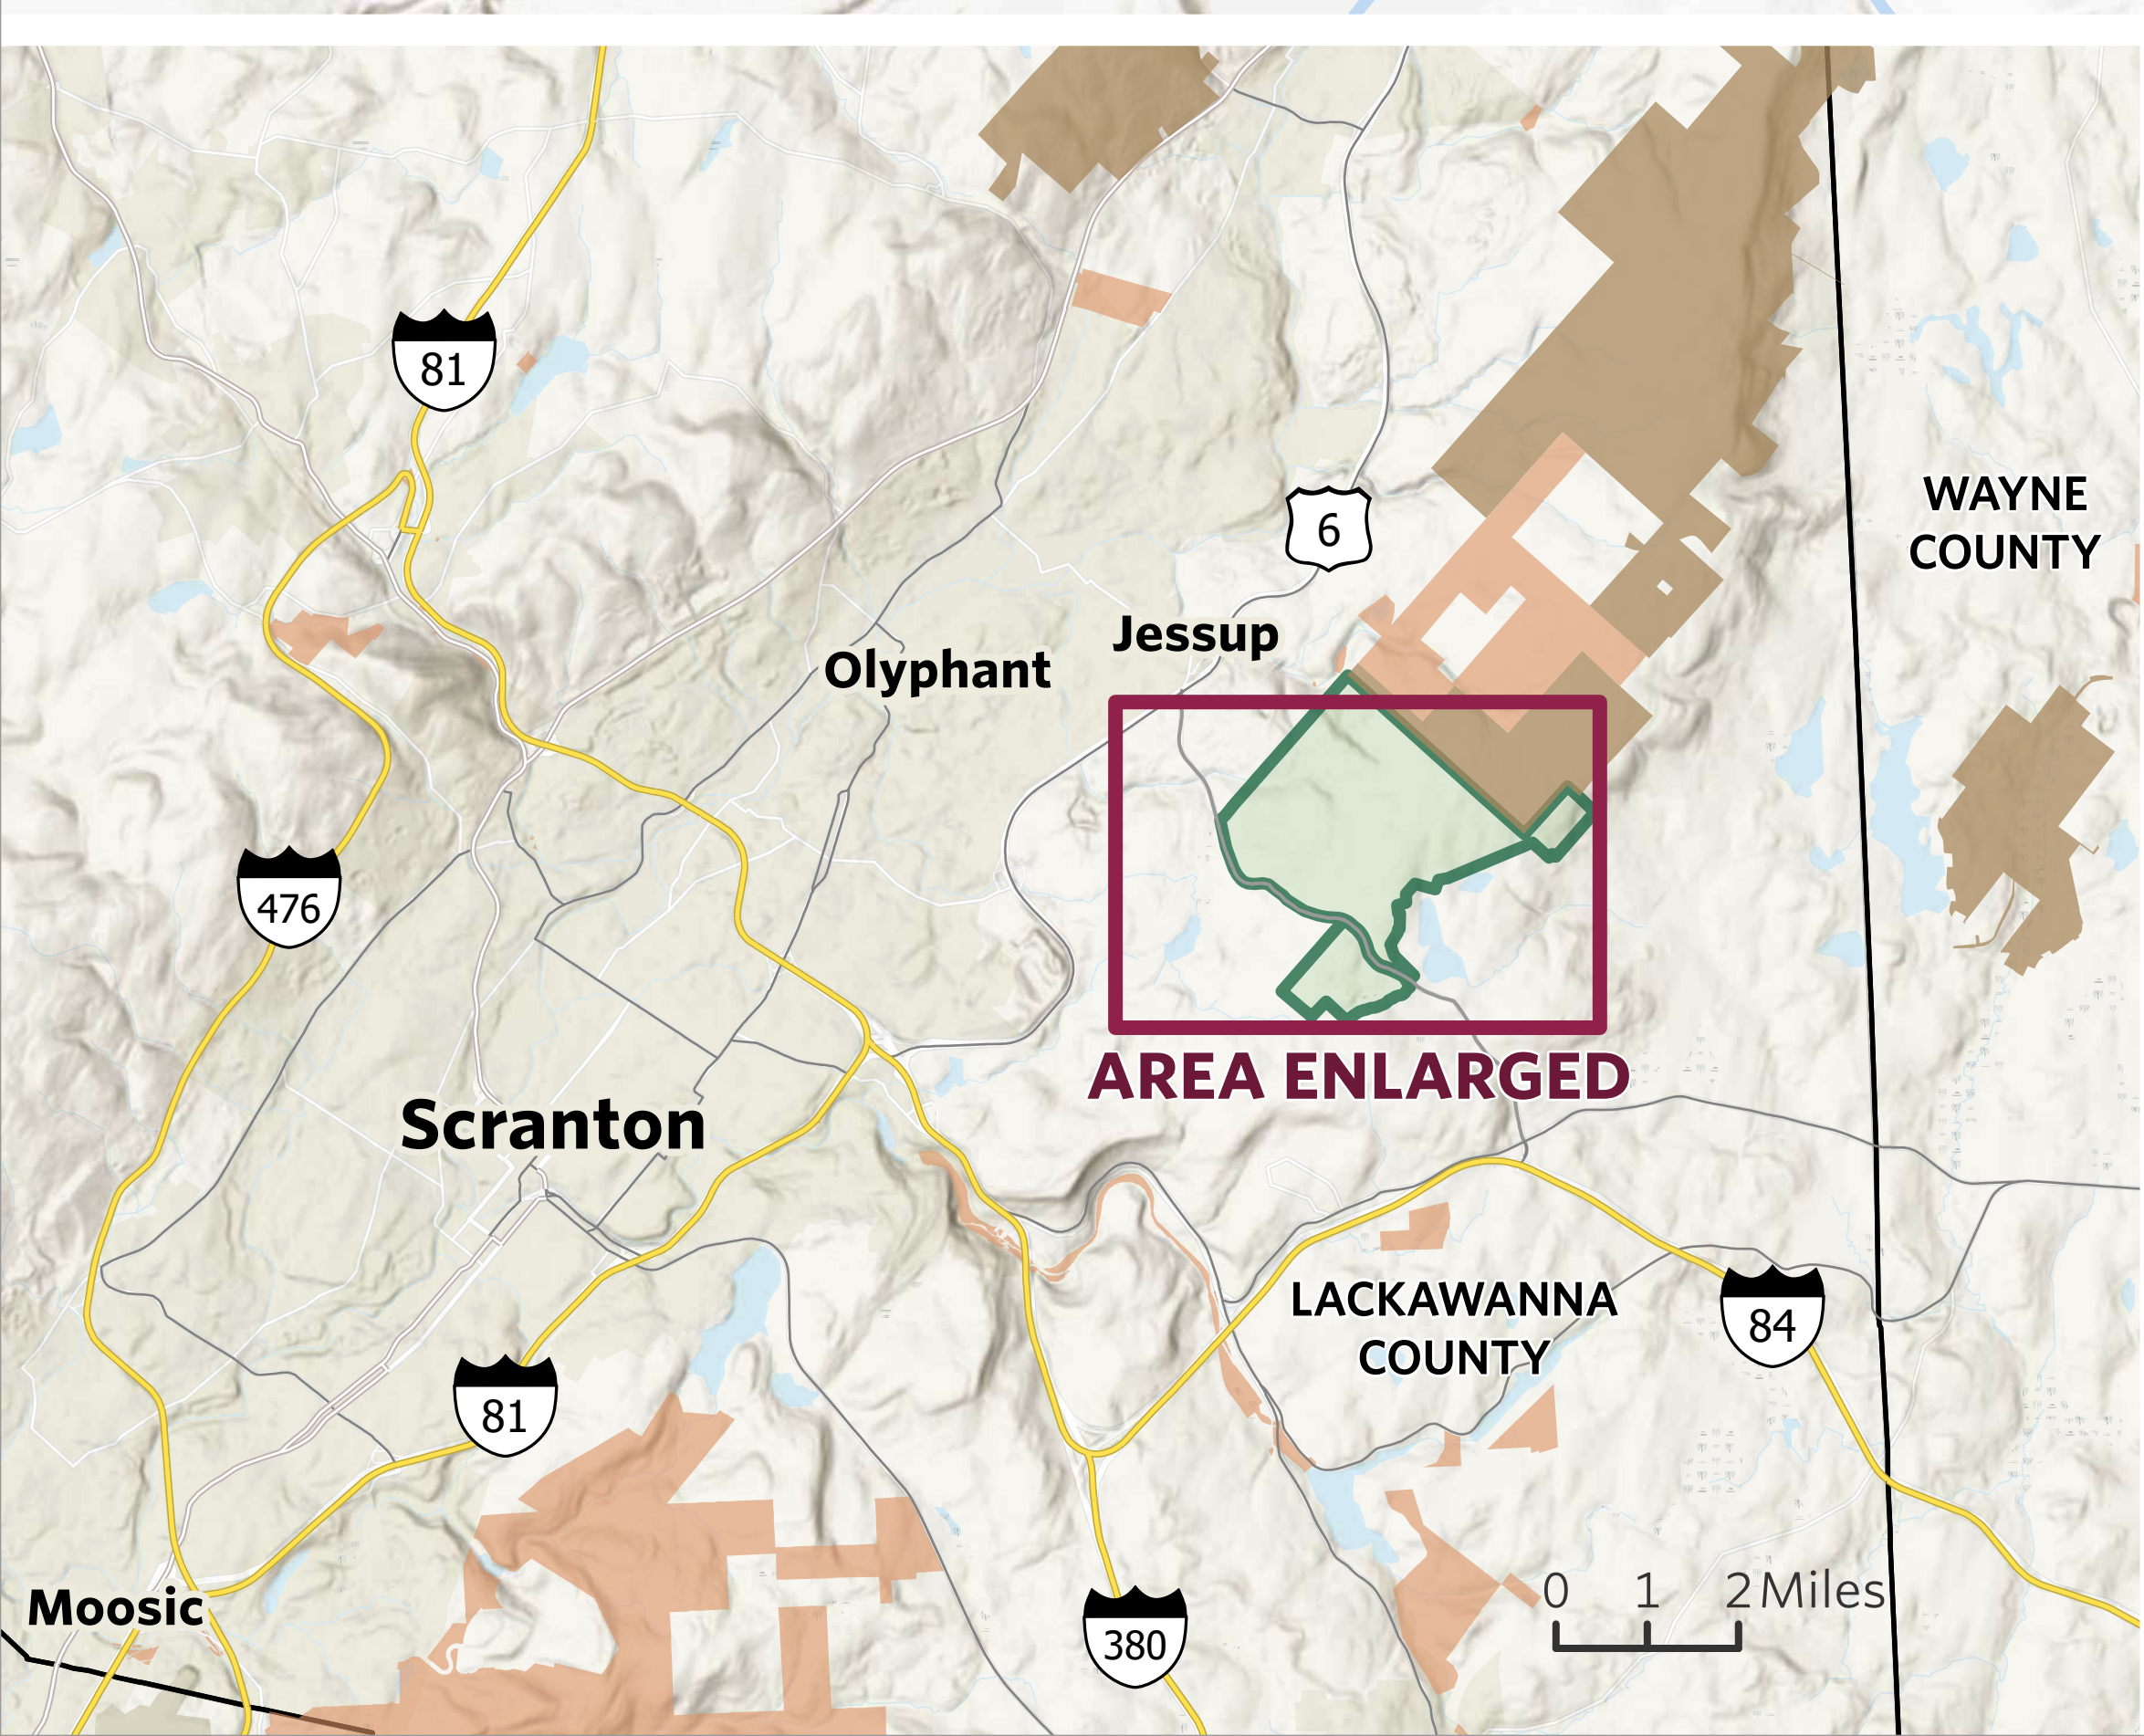 81
WAYNE
COUNTY
6
Jessup
Olyphant
476
AREA ENLARGED
Scranton
LACKAWANNA
COUNTY
84
81
0 1 2 Miles
Moosic
380